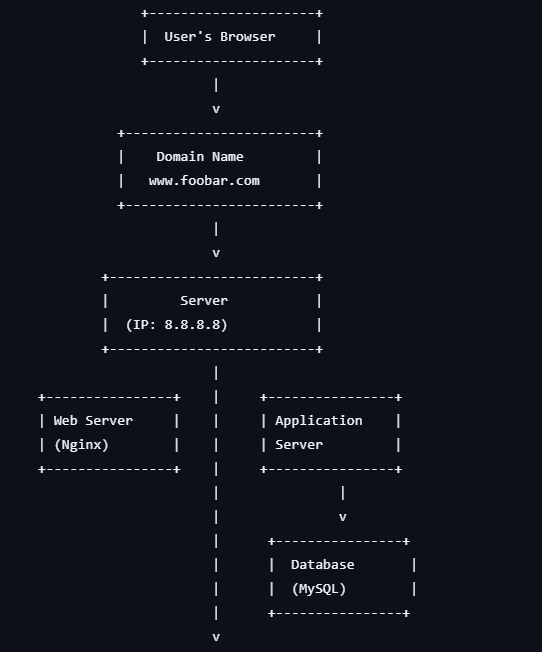 +---------------------+
                     |  User's Browser     |
                     +---------------------+
                              |
                              v
                  +------------------------+
                  |    Domain Name         |
                  |   www.foobar.com       |
                  +------------------------+
                              |
                              v
                +--------------------------+
                |         Server           |
                |  (IP: 8.8.8.8)           |
                +--------------------------+
                              |
        +----------------+    |     +----------------+
        | Web Server     |    |     | Application    |
        | (Nginx)        |    |     | Server         |
        +----------------+    |     +----------------+
                              |               |
                              |               v
                              |      +----------------+
                              |      |  Database       |
                              |      |  (MySQL)        |
                              |      +----------------+
                              v